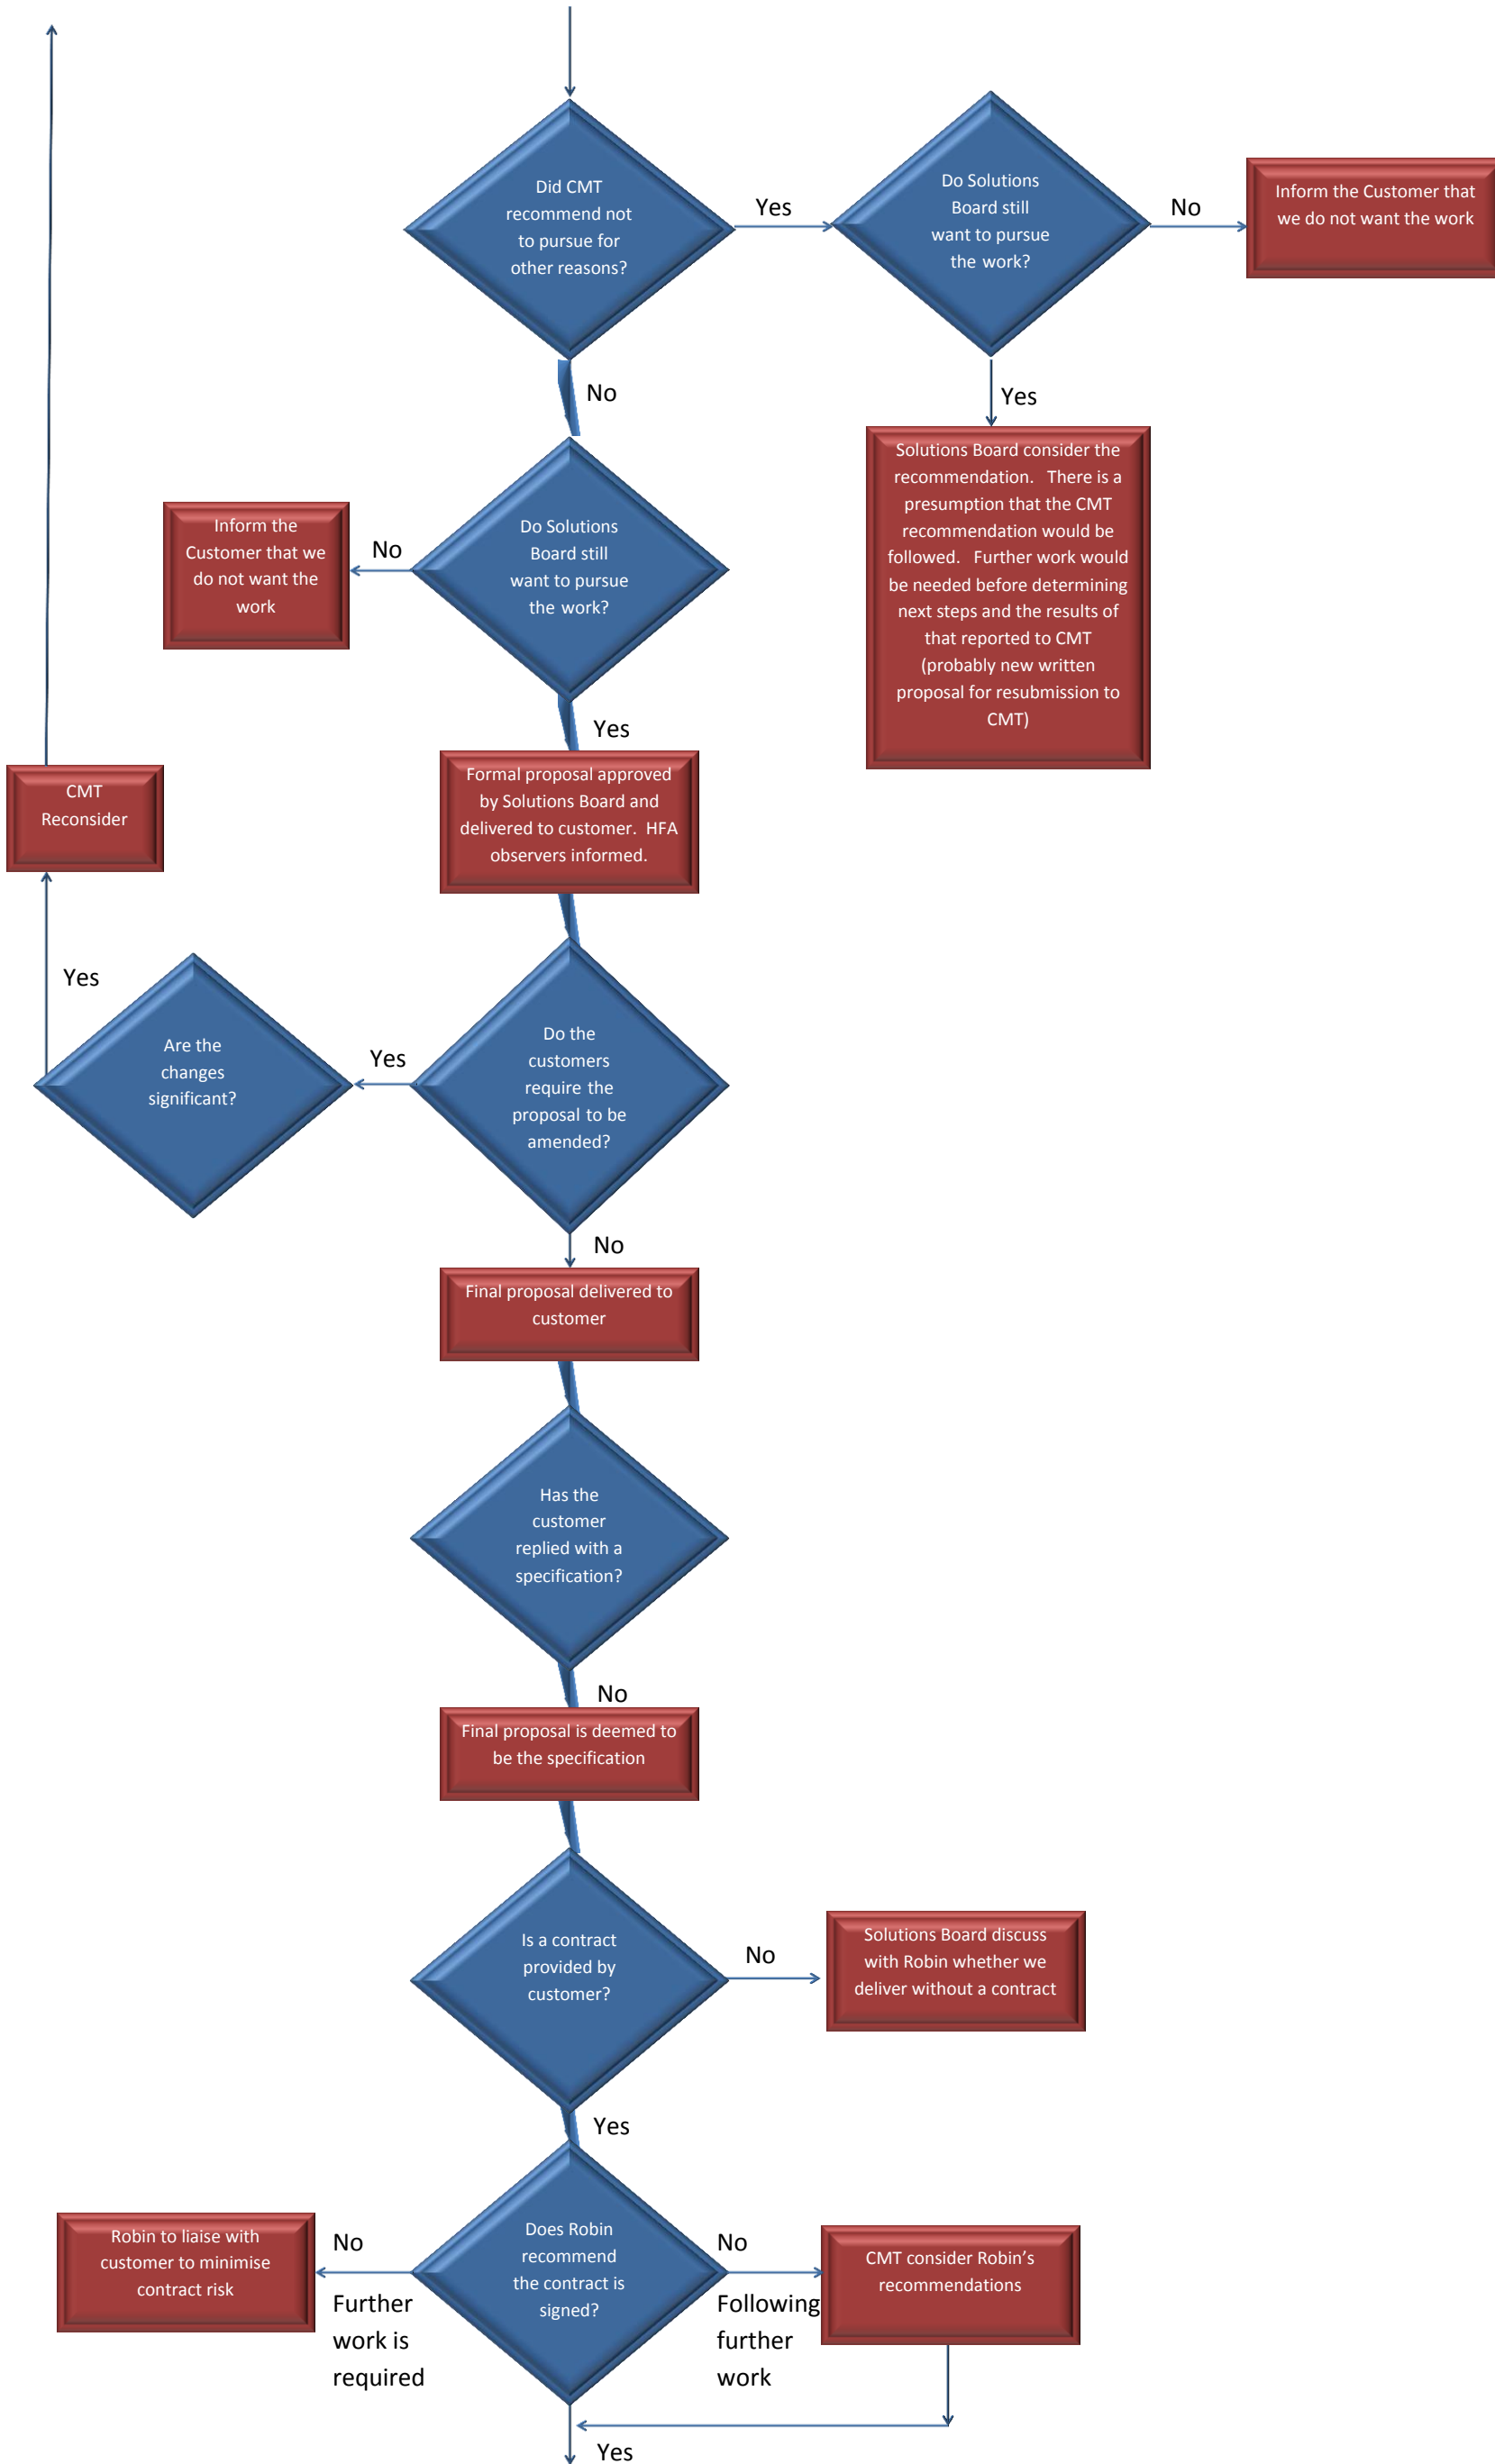 Did CMT
recommend not
to pursue for
other reasons?
Yes
Do Solutions
Board still
want to pursue
the work?
No
Inform the Customer that
we do not want the work
No
Yes
Solutions Board consider the
recommendation. There is a
presumption that the CMT
recommendation would be
followed. Further work would
be needed before determining
next steps and the results of
that reported to CMT
(probably new written
proposal for resubmission to
CMT)
Do Solutions
Board still
want to pursue
the work?
No
Inform the
Customer that we
do not want the
work
Yes
Formal proposal approved
by Solutions Board and
delivered to customer. HFA
observers informed.
CMT
Reconsider
Yes
Are the
changes
significant?
Yes
Do the
customers
require the
proposal to be
amended?
No
Final proposal delivered to
customer
Has the
customer
replied with a
specification?
No
Final proposal is deemed to
be the specification
Is a contract
provided by
customer?
No
Solutions Board discuss
with Robin whether we
deliver without a contract
Yes
Robin to liaise with
customer to minimise
contract risk
No
Further
work is
required
Does Robin
recommend
the contract is
signed?
No
Following
further
work
CMT consider Robin's
recommendations
Yes